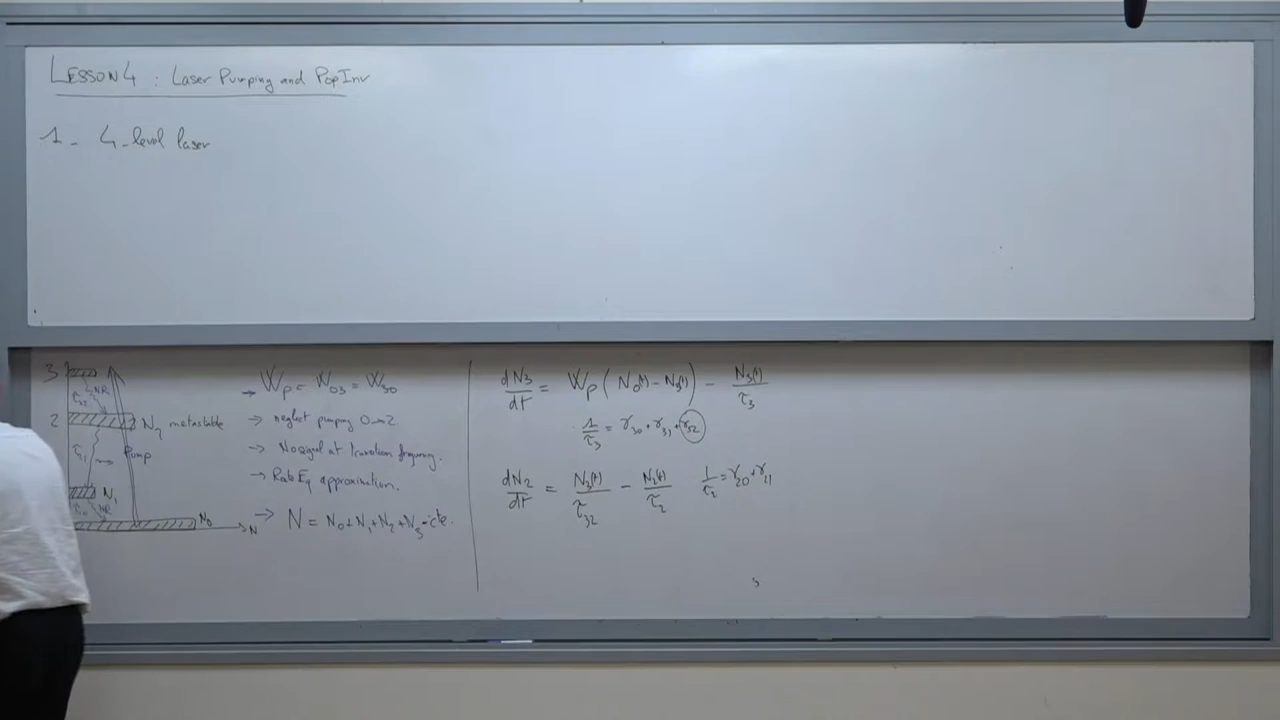 LESSON 4 : Laser Pumping and Pop Inv
1 - 4-level laser
3
τ32 NR
2 N2 metastable
τ21 Pump
N1
τ10 NR
N0
N
→ Wp = W03 = W30
→ neglect pumping 0→2
→ No signal at transition frequency.
→ Rate Eq approximation.
→ N = N0 + N1 + N2 + N3 = cte.
dN3/dt = Wp ( N0(t) - N3(t) ) - N3(t)/τ3
1/τ3 = γ30 + γ31 + γ32
dN2/dt = N3(t)/τ32 - N2(t)/τ2 1/τ2 = γ20 + γ21